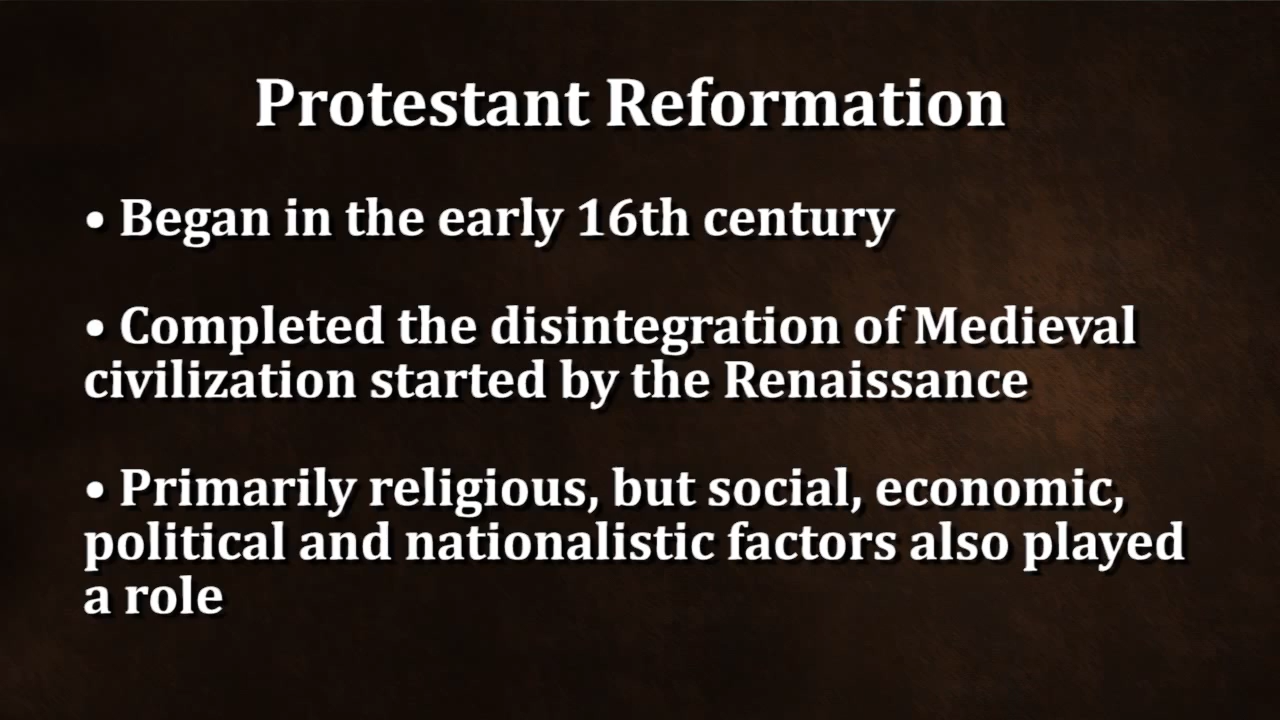 Protestant Reformation
• Began in the early 16th century
• Completed the disintegration of Medieval
civilization started by the Renaissance
• Primarily religious, but social, economic,
political and nationalistic factors also played
a role